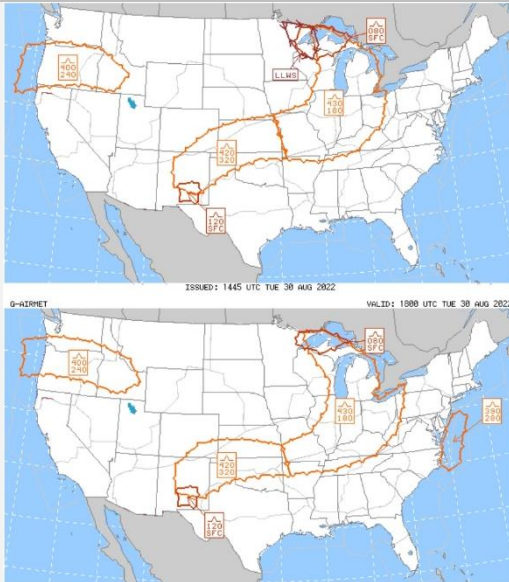 400
240
080
SFC
LLWS
430
180
420
320
120
SFC
ISSUED: 1445 UTC TUE 30 AUG 2022
G-AIRMET VALID: 1800 UTC TUE 30 AUG 2022
400
240
080
SFC
430
180
390
280
420
320
120
SFC